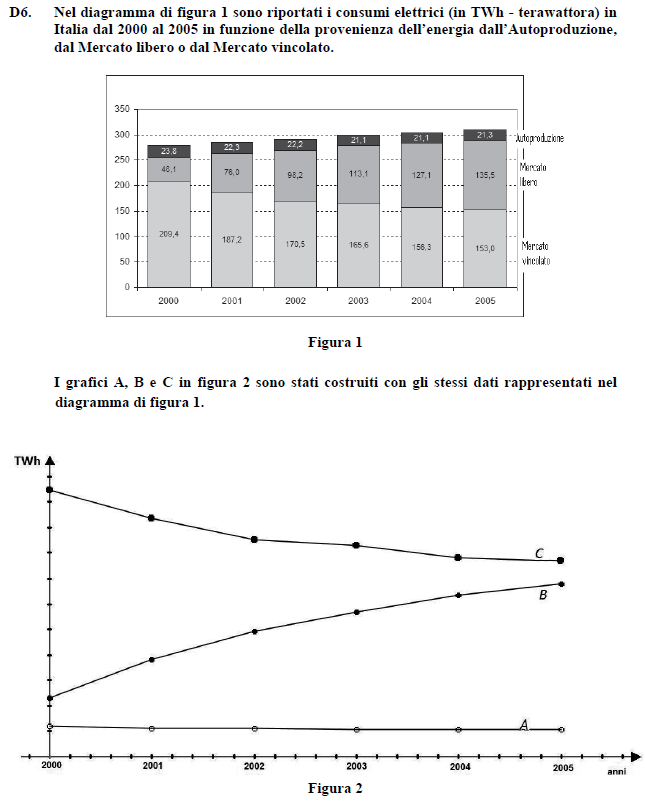 D6. Nel diagramma di figura 1 sono riportati i consumi elettrici (in TWh - terawattora) in
Italia dal 2000 al 2005 in funzione della provenienza dell'energia dall'Autoproduzione,
dal Mercato libero o dal Mercato vincolato.
350
300
250
200
150
100
50
0
23,8
22,3
22,2
21,1
21,1
21,3
Autoproduzione
46,1
76,0
98,2
113,1
127,1
135,5
Mercato
libero
209,4
187,2
170,5
165,6
156,3
153,0
Mercato
vincolato
2000
2001
2002
2003
2004
2005
Figura 1
I grafici A, B e C in figura 2 sono stati costruiti con gli stessi dati rappresentati nel
diagramma di figura 1.
TWh
C
B
A
2000
2001
2002
2003
2004
2005
anni
Figura 2